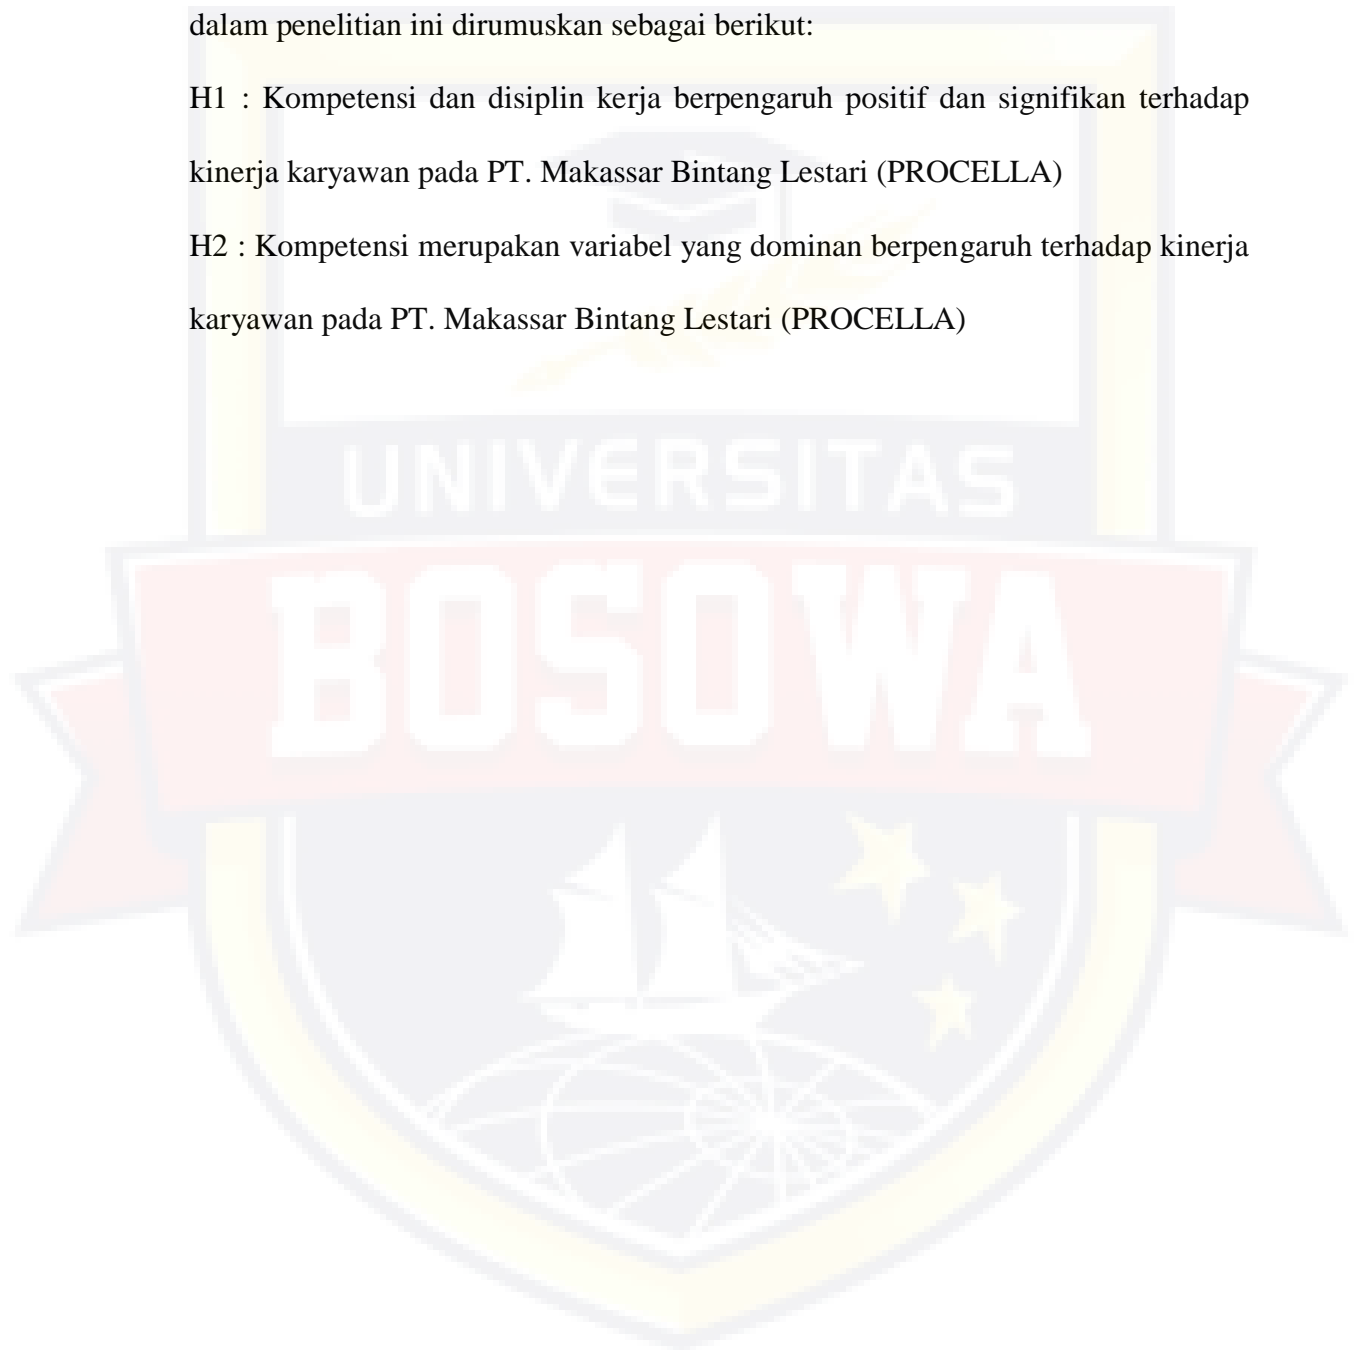 dalam penelitian ini dirumuskan sebagai berikut:
H1 : Kompetensi dan disiplin kerja berpengaruh positif dan signifikan terhadap
kinerja karyawan pada PT. Makassar Bintang Lestari (PROCELLA)
H2 : Kompetensi merupakan variabel yang dominan berpengaruh terhadap kinerja
karyawan pada PT. Makassar Bintang Lestari (PROCELLA)
UNIVERSITAS
BOSOWA